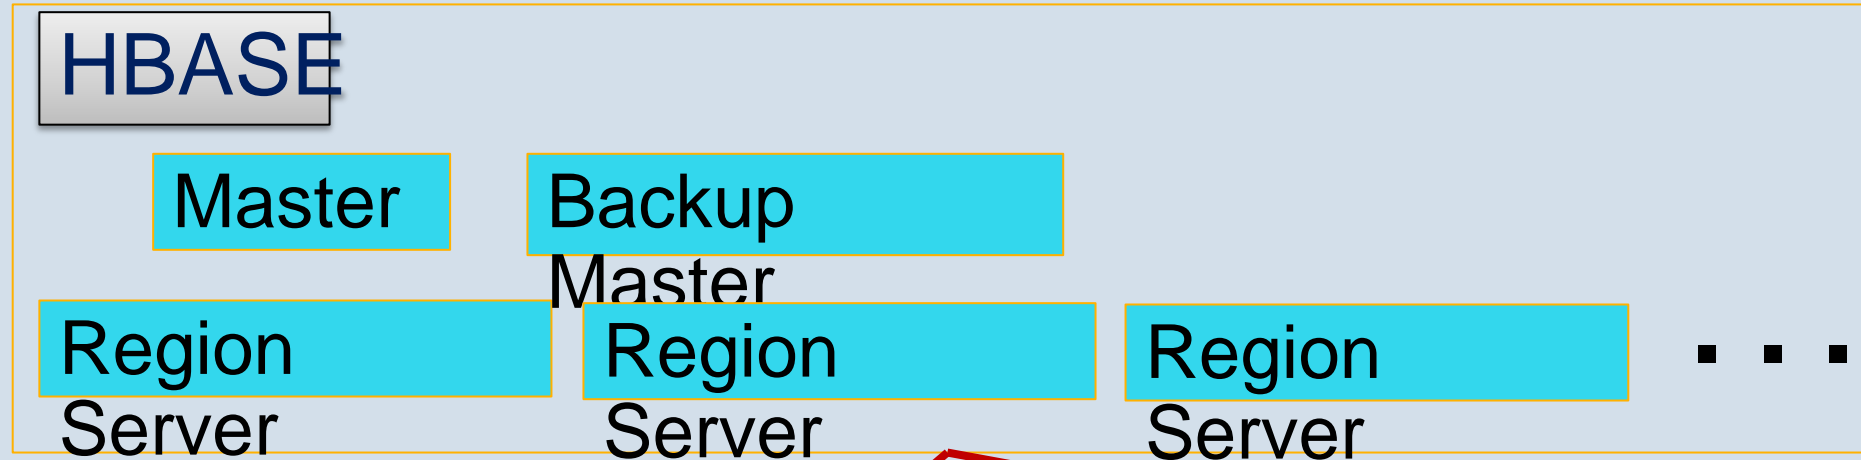 HBASE
Master
Backup
Master
Region
Server
Region
Server
Region
Server
. . .